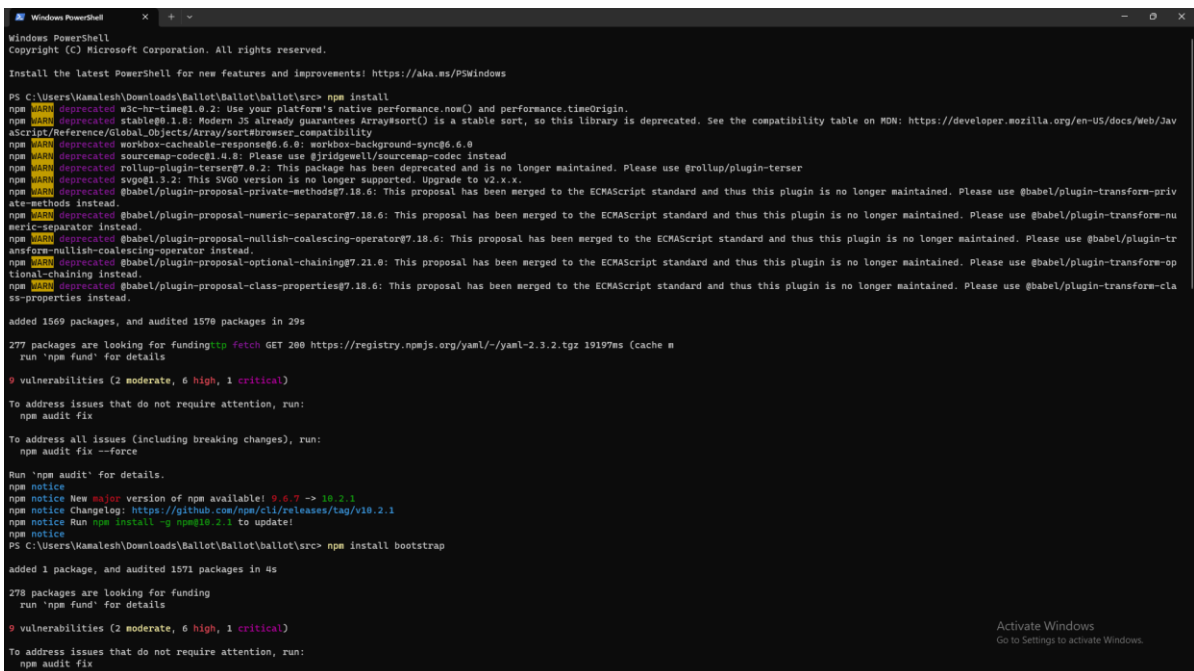 Windows PowerShell
Windows PowerShell
Copyright (C) Microsoft Corporation. All rights reserved.
Install the latest PowerShell for new features and improvements! https://aka.ms/PSWindows
PS C:\Users\Kamalesh\Downloads\Ballot\Ballot\ballot\src> npm install
npm WARN deprecated w3c-hr-time@1.0.2: Use your platform's native performance.now() and performance.timeOrigin.
npm WARN deprecated stable@0.1.8: Modern JS already guarantees Array#sort() is a stable sort, so this library is deprecated. See the compatibility table on MDN: https://developer.mozilla.org/en-US/docs/Web/Jav
aScript/Reference/Global_Objects/Array/sort#browser_compatibility
npm WARN deprecated workbox-cacheable-response@6.6.0: workbox-background-sync@6.6.0
npm WARN deprecated sourcemap-codec@1.4.8: Please use @jridgewell/sourcemap-codec instead
npm WARN deprecated rollup-plugin-terser@7.0.2: This package has been deprecated and is no longer maintained. Please use @rollup/plugin-terser
npm WARN deprecated svgo@1.3.2: This SVGO version is no longer supported. Upgrade to v2.x.x.
npm WARN deprecated @babel/plugin-proposal-private-methods@7.18.6: This proposal has been merged to the ECMAScript standard and thus this plugin is no longer maintained. Please use @babel/plugin-transform-priv
ate-methods instead.
npm WARN deprecated @babel/plugin-proposal-numeric-separator@7.18.6: This proposal has been merged to the ECMAScript standard and thus this plugin is no longer maintained. Please use @babel/plugin-transform-nu
meric-separator instead.
npm WARN deprecated @babel/plugin-proposal-nullish-coalescing-operator@7.18.6: This proposal has been merged to the ECMAScript standard and thus this plugin is no longer maintained. Please use @babel/plugin-tr
ansform-nullish-coalescing-operator instead.
npm WARN deprecated @babel/plugin-proposal-optional-chaining@7.21.0: This proposal has been merged to the ECMAScript standard and thus this plugin is no longer maintained. Please use @babel/plugin-transform-op
tional-chaining instead.
npm WARN deprecated @babel/plugin-proposal-class-properties@7.18.6: This proposal has been merged to the ECMAScript standard and thus this plugin is no longer maintained. Please use @babel/plugin-transform-cla
ss-properties instead.
added 1569 packages, and audited 1570 packages in 29s
277 packages are looking for fundingttp fetch GET 200 https://registry.npmjs.org/yaml/-/yaml-2.3.2.tgz 19197ms (cache m
run `npm fund` for details
9 vulnerabilities (2 moderate, 6 high, 1 critical)
To address issues that do not require attention, run:
npm audit fix
To address all issues (including breaking changes), run:
npm audit fix --force
Run `npm audit` for details.
npm notice
npm notice New major version of npm available! 9.6.7 -> 10.2.1
npm notice Changelog: https://github.com/npm/cli/releases/tag/v10.2.1
npm notice Run npm install -g npm@10.2.1 to update!
npm notice
PS C:\Users\Kamalesh\Downloads\Ballot\Ballot\ballot\src> npm install bootstrap
added 1 package, and audited 1571 packages in 4s
278 packages are looking for funding
run `npm fund` for details
9 vulnerabilities (2 moderate, 6 high, 1 critical)
To address issues that do not require attention, run:
npm audit fix
Activate Windows
Go to Settings to activate Windows.